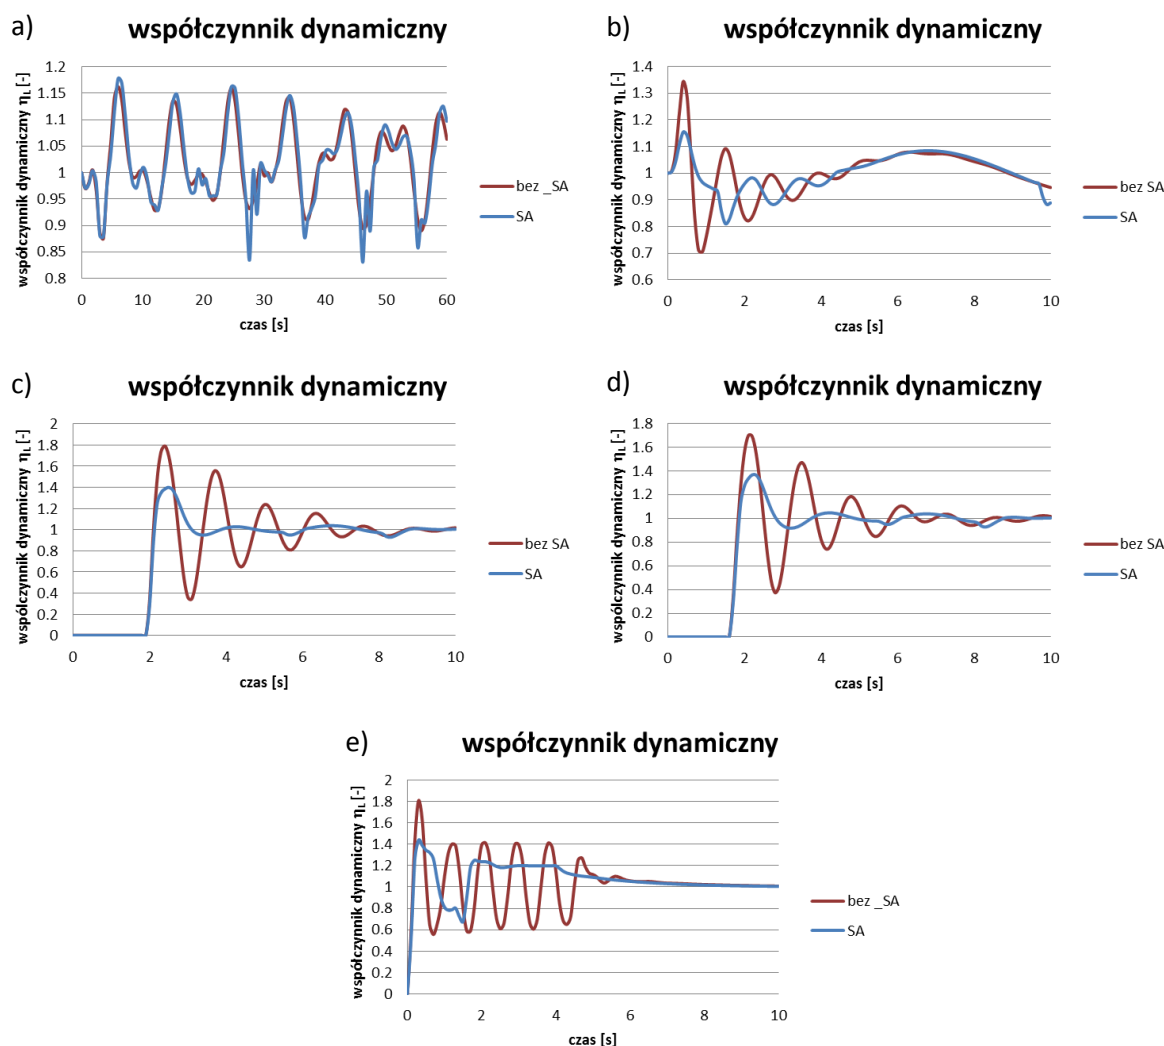 a)
współczynnik dynamiczny
współczynnik dynamiczny ηL [-]
1.2
1.15
1.1
1.05
1
0.95
0.9
0.85
0.8
0 10 20 30 40 50 60
czas [s]
bez _SA
SA
b)
współczynnik dynamiczny
współczynnik dynamiczny ηL [-]
1.4
1.3
1.2
1.1
1.0
0.9
0.8
0.7
0.6
0 2 4 6 8 10
czas [s]
bez SA
SA
c)
współczynnik dynamiczny
współczynnik dynamiczny ηL [-]
2
1.8
1.6
1.4
1.2
1
0.8
0.6
0.4
0.2
0
0 2 4 6 8 10
czas [s]
bez SA
SA
d)
współczynnik dynamiczny
współczynnik dynamiczny ηL [-]
1.8
1.6
1.4
1.2
1
0.8
0.6
0.4
0.2
0
0 2 4 6 8 10
czas [s]
bez SA
SA
e)
współczynnik dynamiczny
współczynnik dynamiczny ηL [-]
2
1.8
1.6
1.4
1.2
1
0.8
0.6
0.4
0.2
0
0 2 4 6 8 10
czas [s]
bez _SA
SA